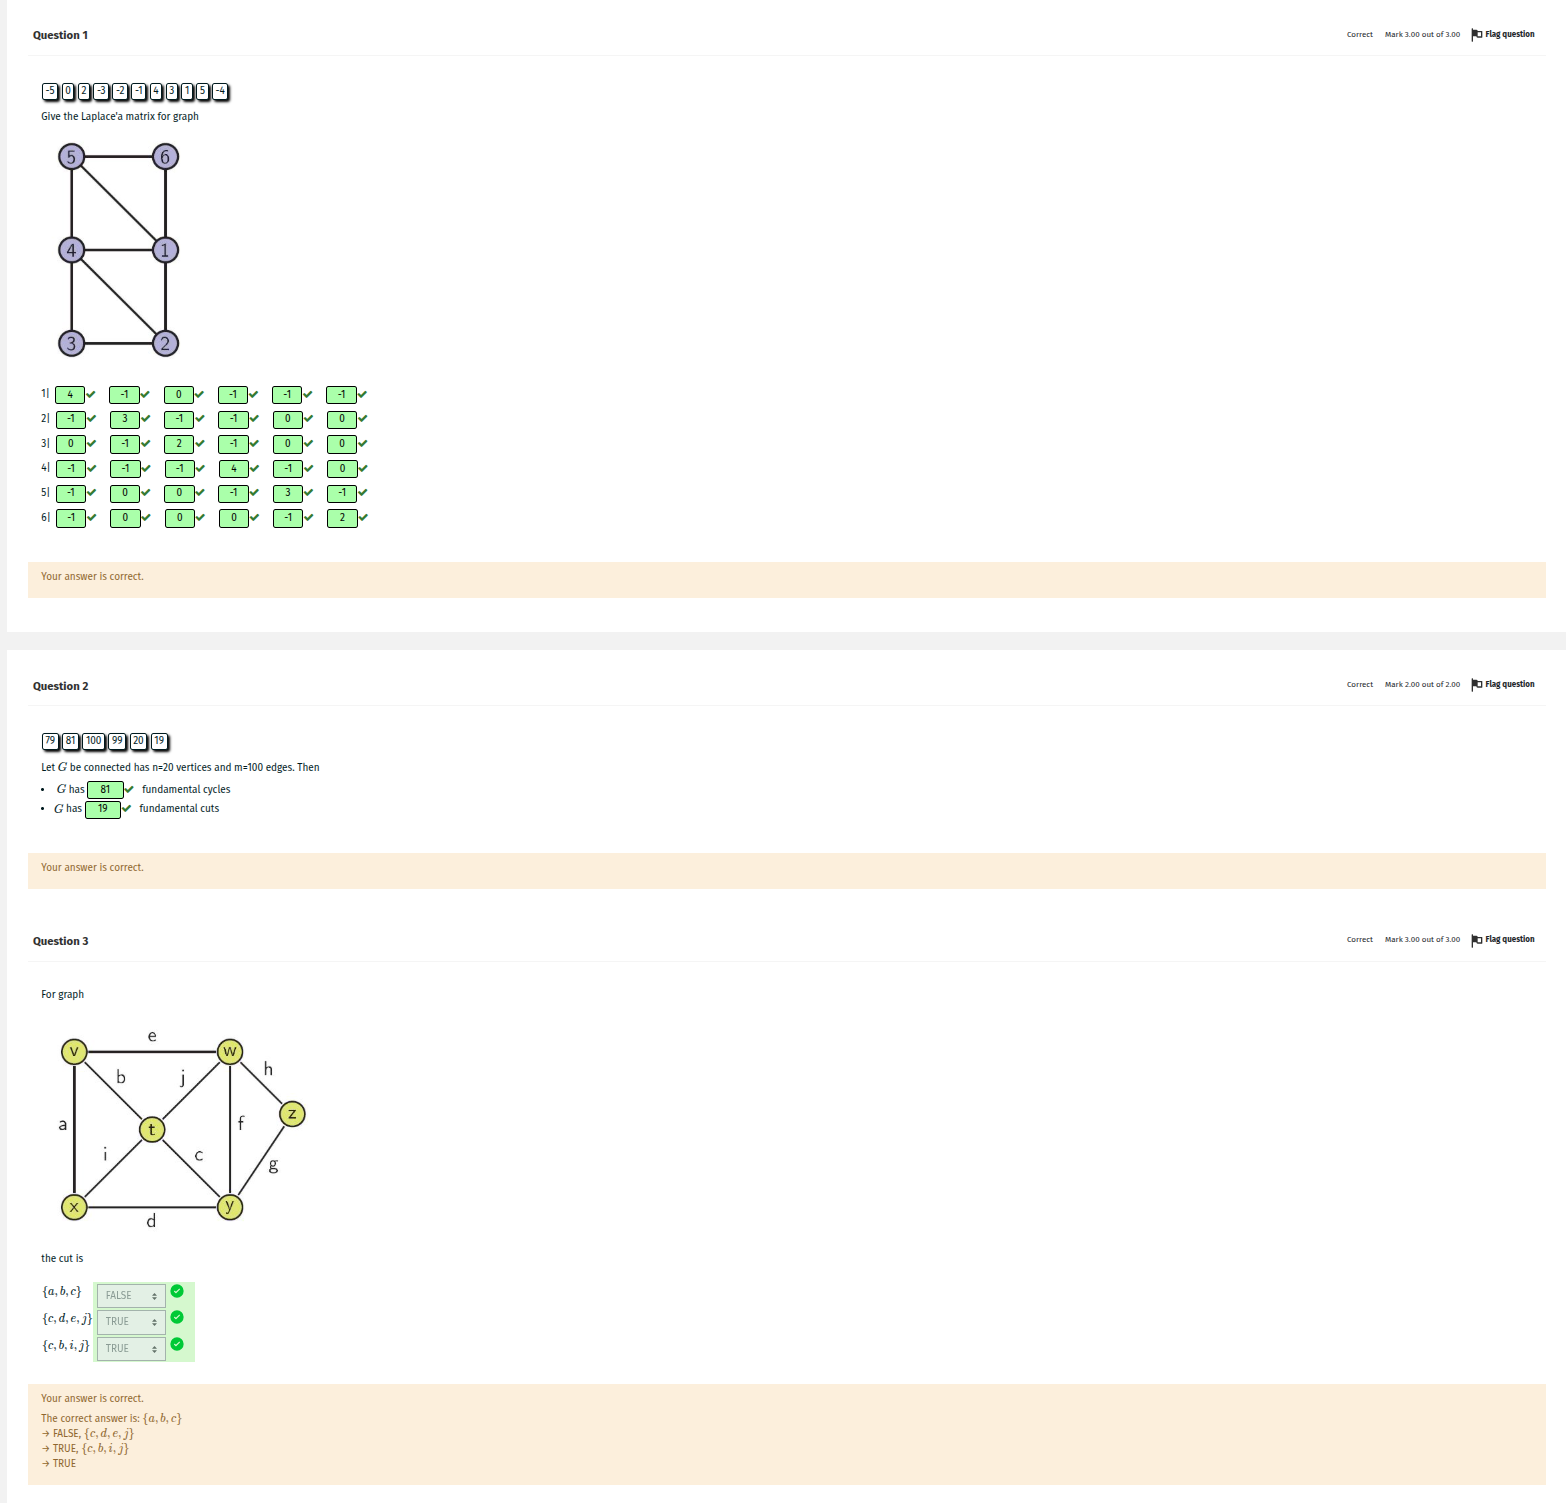 Question 1
Correct Mark 3.00 out of 3.00 Flag question
-5 0 2 -3 -2 -1 4 3 1 5 -4
Give the Laplace'a matrix for graph
5 6
4 1
3 2
1| 4 -1 0 -1 -1 -1
2| -1 3 -1 -1 0 0
3| 0 -1 2 -1 0 0
4| -1 -1 -1 4 -1 0
5| -1 0 0 -1 3 -1
6| -1 0 0 0 -1 2
Your answer is correct.
Question 2
Correct Mark 2.00 out of 2.00 Flag question
79 81 100 99 20 19
Let G be connected has n=20 vertices and m=100 edges. Then
• G has 81 fundamental cycles
• G has 19 fundamental cuts
Your answer is correct.
Question 3
Correct Mark 3.00 out of 3.00 Flag question
For graph
e
v w
b j h
z
a t f
i c g
x y
d
the cut is
{a, b, c} FALSE
{c, d, e, j} TRUE
{c, b, i, j} TRUE
Your answer is correct.
The correct answer is: {a, b, c}
→ FALSE, {c, d, e, j}
→ TRUE, {c, b, i, j}
→ TRUE